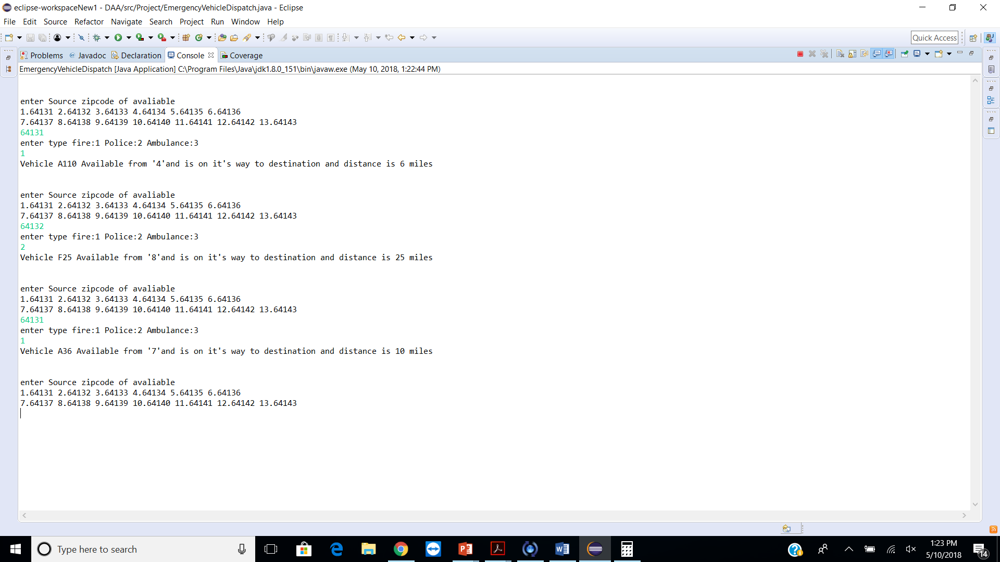 eclipse-workspaceNew1 - DAA/src/Project/EmergencyVehicleDispatch.java - Eclipse
File Edit Source Refactor Navigate Search Project Run Window Help
Quick Access
Problems @ Javadoc Declaration Console Coverage
EmergencyVehicleDispatch [Java Application] C:\Program Files\Java\jdk1.8.0_151\bin\javaw.exe (May 10, 2018, 1:22:44 PM)
enter Source zipcode of avaliable
1.64131 2.64132 3.64133 4.64134 5.64135 6.64136
7.64137 8.64138 9.64139 10.64140 11.64141 12.64142 13.64143
64131
enter type fire:1 Police:2 Ambulance:3
1
Vehicle A110 Available from '4'and is on it's way to destination and distance is 6 miles
enter Source zipcode of avaliable
1.64131 2.64132 3.64133 4.64134 5.64135 6.64136
7.64137 8.64138 9.64139 10.64140 11.64141 12.64142 13.64143
64132
enter type fire:1 Police:2 Ambulance:3
2
Vehicle F25 Available from '8'and is on it's way to destination and distance is 25 miles
enter Source zipcode of avaliable
1.64131 2.64132 3.64133 4.64134 5.64135 6.64136
7.64137 8.64138 9.64139 10.64140 11.64141 12.64142 13.64143
64131
enter type fire:1 Police:2 Ambulance:3
1
Vehicle A36 Available from '7'and is on it's way to destination and distance is 10 miles
enter Source zipcode of avaliable
1.64131 2.64132 3.64133 4.64134 5.64135 6.64136
7.64137 8.64138 9.64139 10.64140 11.64141 12.64142 13.64143
Type here to search
1:23 PM
5/10/2018
14